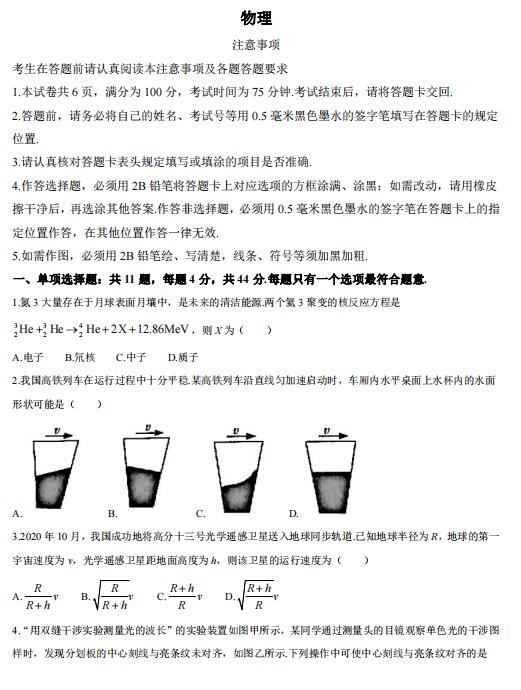 物理
注意事项
考生在答题前请认真阅读本注意事项及各题答题要求
1.本试卷共 6 页，满分为 100 分，考试时间为 75 分钟.考试结束后，请将答题卡交回.
2.答题前，请务必将自己的姓名、考试号等用 0.5 毫米黑色墨水的签字笔填写在答题卡的规定
位置.
3.请认真核对答题卡表头规定填写或填涂的项目是否准确.
4.作答选择题，必须用 2B 铅笔将答题卡上对应选项的方框涂满、涂黑；如需改动，请用橡皮
擦干净后，再选涂其他答案.作答非选择题，必须用 0.5 毫米黑色墨水的签字笔在答题卡上的指
定位置作答，在其他位置作答一律无效.
5.如需作图，必须用 2B 铅笔绘、写清楚，线条、符号等须加黑加粗.
一、单项选择题：共 11 题，每题 4 分，共 44 分.每题只有一个选项最符合题意.
1.氦 3 大量存在于月球表面月壤中，是未来的清洁能源.两个氦 3 聚变的核反应方程是
³₂He +³₂ He →⁴₂ He + 2X + 12.86MeV ，则 X 为（ ）
A.电子 B.氘核 C.中子 D.质子
2.我国高铁列车在运行过程中十分平稳.某高铁列车沿直线匀加速启动时，车厢内水平桌面上水杯内的水面
形状可能是（ ）
v v v v
A. B. C. D.
3.2020 年 10 月，我国成功地将高分十三号光学遥感卫星送入地球同步轨道.已知地球半径为 R，地球的第一
宇宙速度为 v，光学遥感卫星距地面高度为 h，则该卫星的运行速度为（ ）
A. R/(R+h) v B. √(R/(R+h)) v C. (R+h)/R v D. √((R+h)/R) v
4.“用双缝干涉实验测量光的波长”的实验装置如图甲所示，某同学通过测量头的目镜观察单色光的干涉图
样时，发现分划板的中心刻线与亮条纹未对齐，如图乙所示.下列操作中可使中心刻线与亮条纹对齐的是